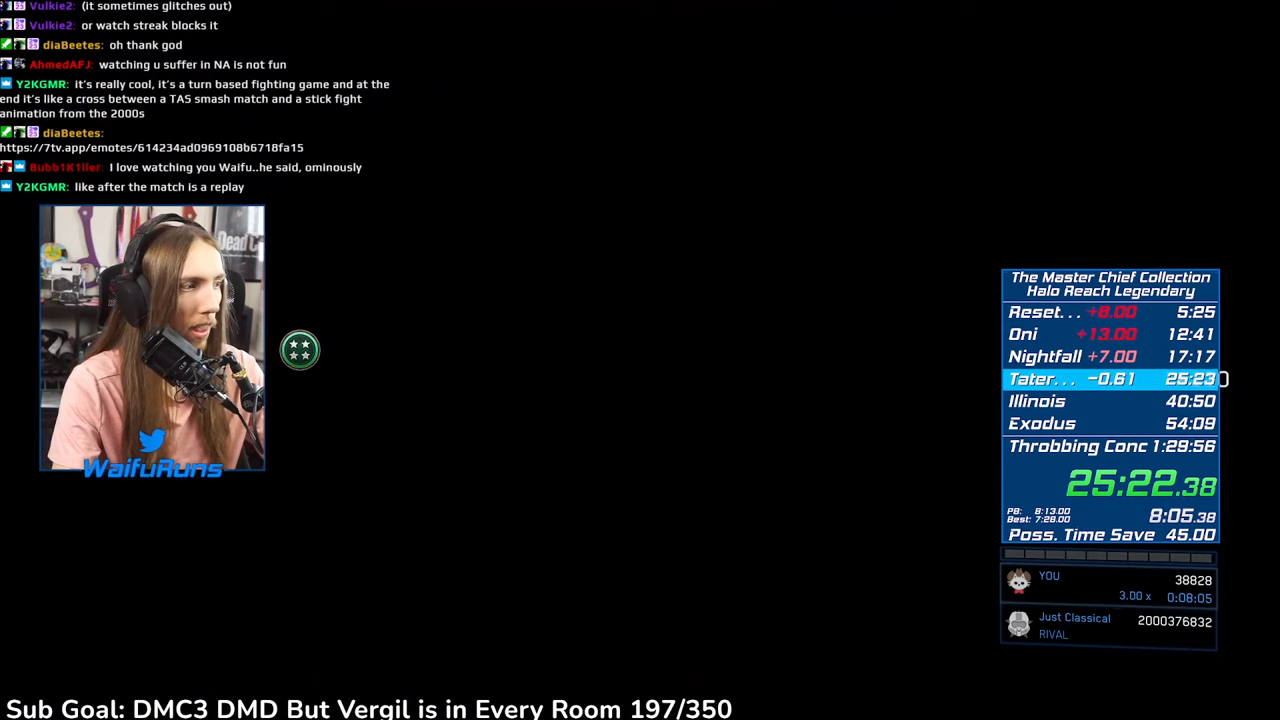 Vulkie2: (it sometimes glitches out)
Vulkie2: or watch streak blocks it
diaBeetes: oh thank god
AhmedAFJ: watching u suffer in NA is not fun
Y2KGMR: it's really cool, it's a turn based fighting game and at the
end it's like a cross between a TAS smash match and a stick fight
animation from the 2000s
diaBeetes:
https://7tv.app/emotes/614234ad0969108b6718fa15
Bubb1K1ller: I love watching you Waifu..he said, ominously
Y2KGMR: like after the match is a replay
WaifuRuns
The Master Chief Collection
Halo Reach Legendary
Reset... +8.00 5:25
Oni +13.00 12:41
Nightfall +7.00 17:17
Tater... −0.61 25:23
Illinois 40:50
Exodus 54:09
Throbbing Conc 1:29:56
25:22.38
PB: 8:13.00
Best: 7:28.00
8:05.38
Poss. Time Save 45.00
YOU 38828
3.00 x 0:08:05
Just Classical 2000376832
RIVAL
Sub Goal: DMC3 DMD But Vergil is in Every Room 197/350